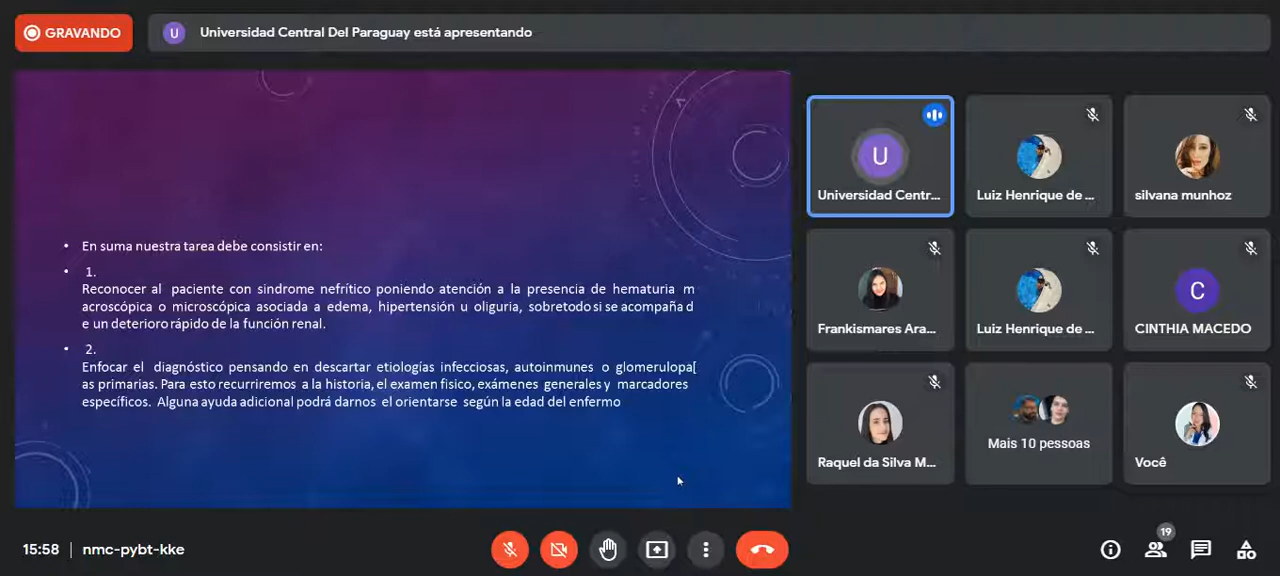 GRAVANDO
U
Universidad Central Del Paraguay está apresentando
• En suma nuestra tarea debe consistir en:
• 1.
Reconocer al paciente con sindrome nefrítico poniendo atención a la presencia de hematuria m
acroscópica o microscópica asociada a edema, hipertensión u oliguria, sobretodo si se acompaña d
e un deterioro rápido de la función renal.
• 2.
Enfocar el diagnóstico pensando en descartar etiologías infecciosas, autoinmunes o glomerulopa[
as primarias. Para esto recurriremos a la historia, el examen fisico, exámenes generales y marcadores
específicos. Alguna ayuda adicional podrá darnos el orientarse según la edad del enfermo
U
Universidad Centr...
Luiz Henrique de ...
silvana munhoz
Frankismares Ara...
Luiz Henrique de ...
C
CINTHIA MACEDO
Raquel da Silva M...
Mais 10 pessoas
Você
15:58 | nmc-pybt-kke
19